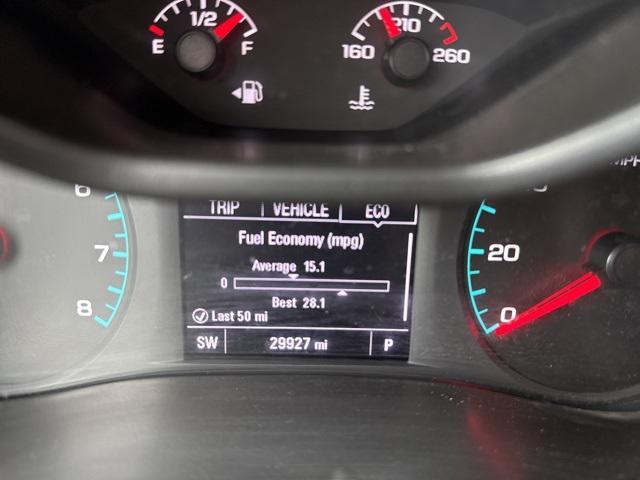 1/2
E F
210
160 260
MPH
6
7
8
TRIP VEHICLE ECO
Fuel Economy (mpg)
Average 15.1
0
Best 28.1
Last 50 mi
SW 29927 mi P
20
0